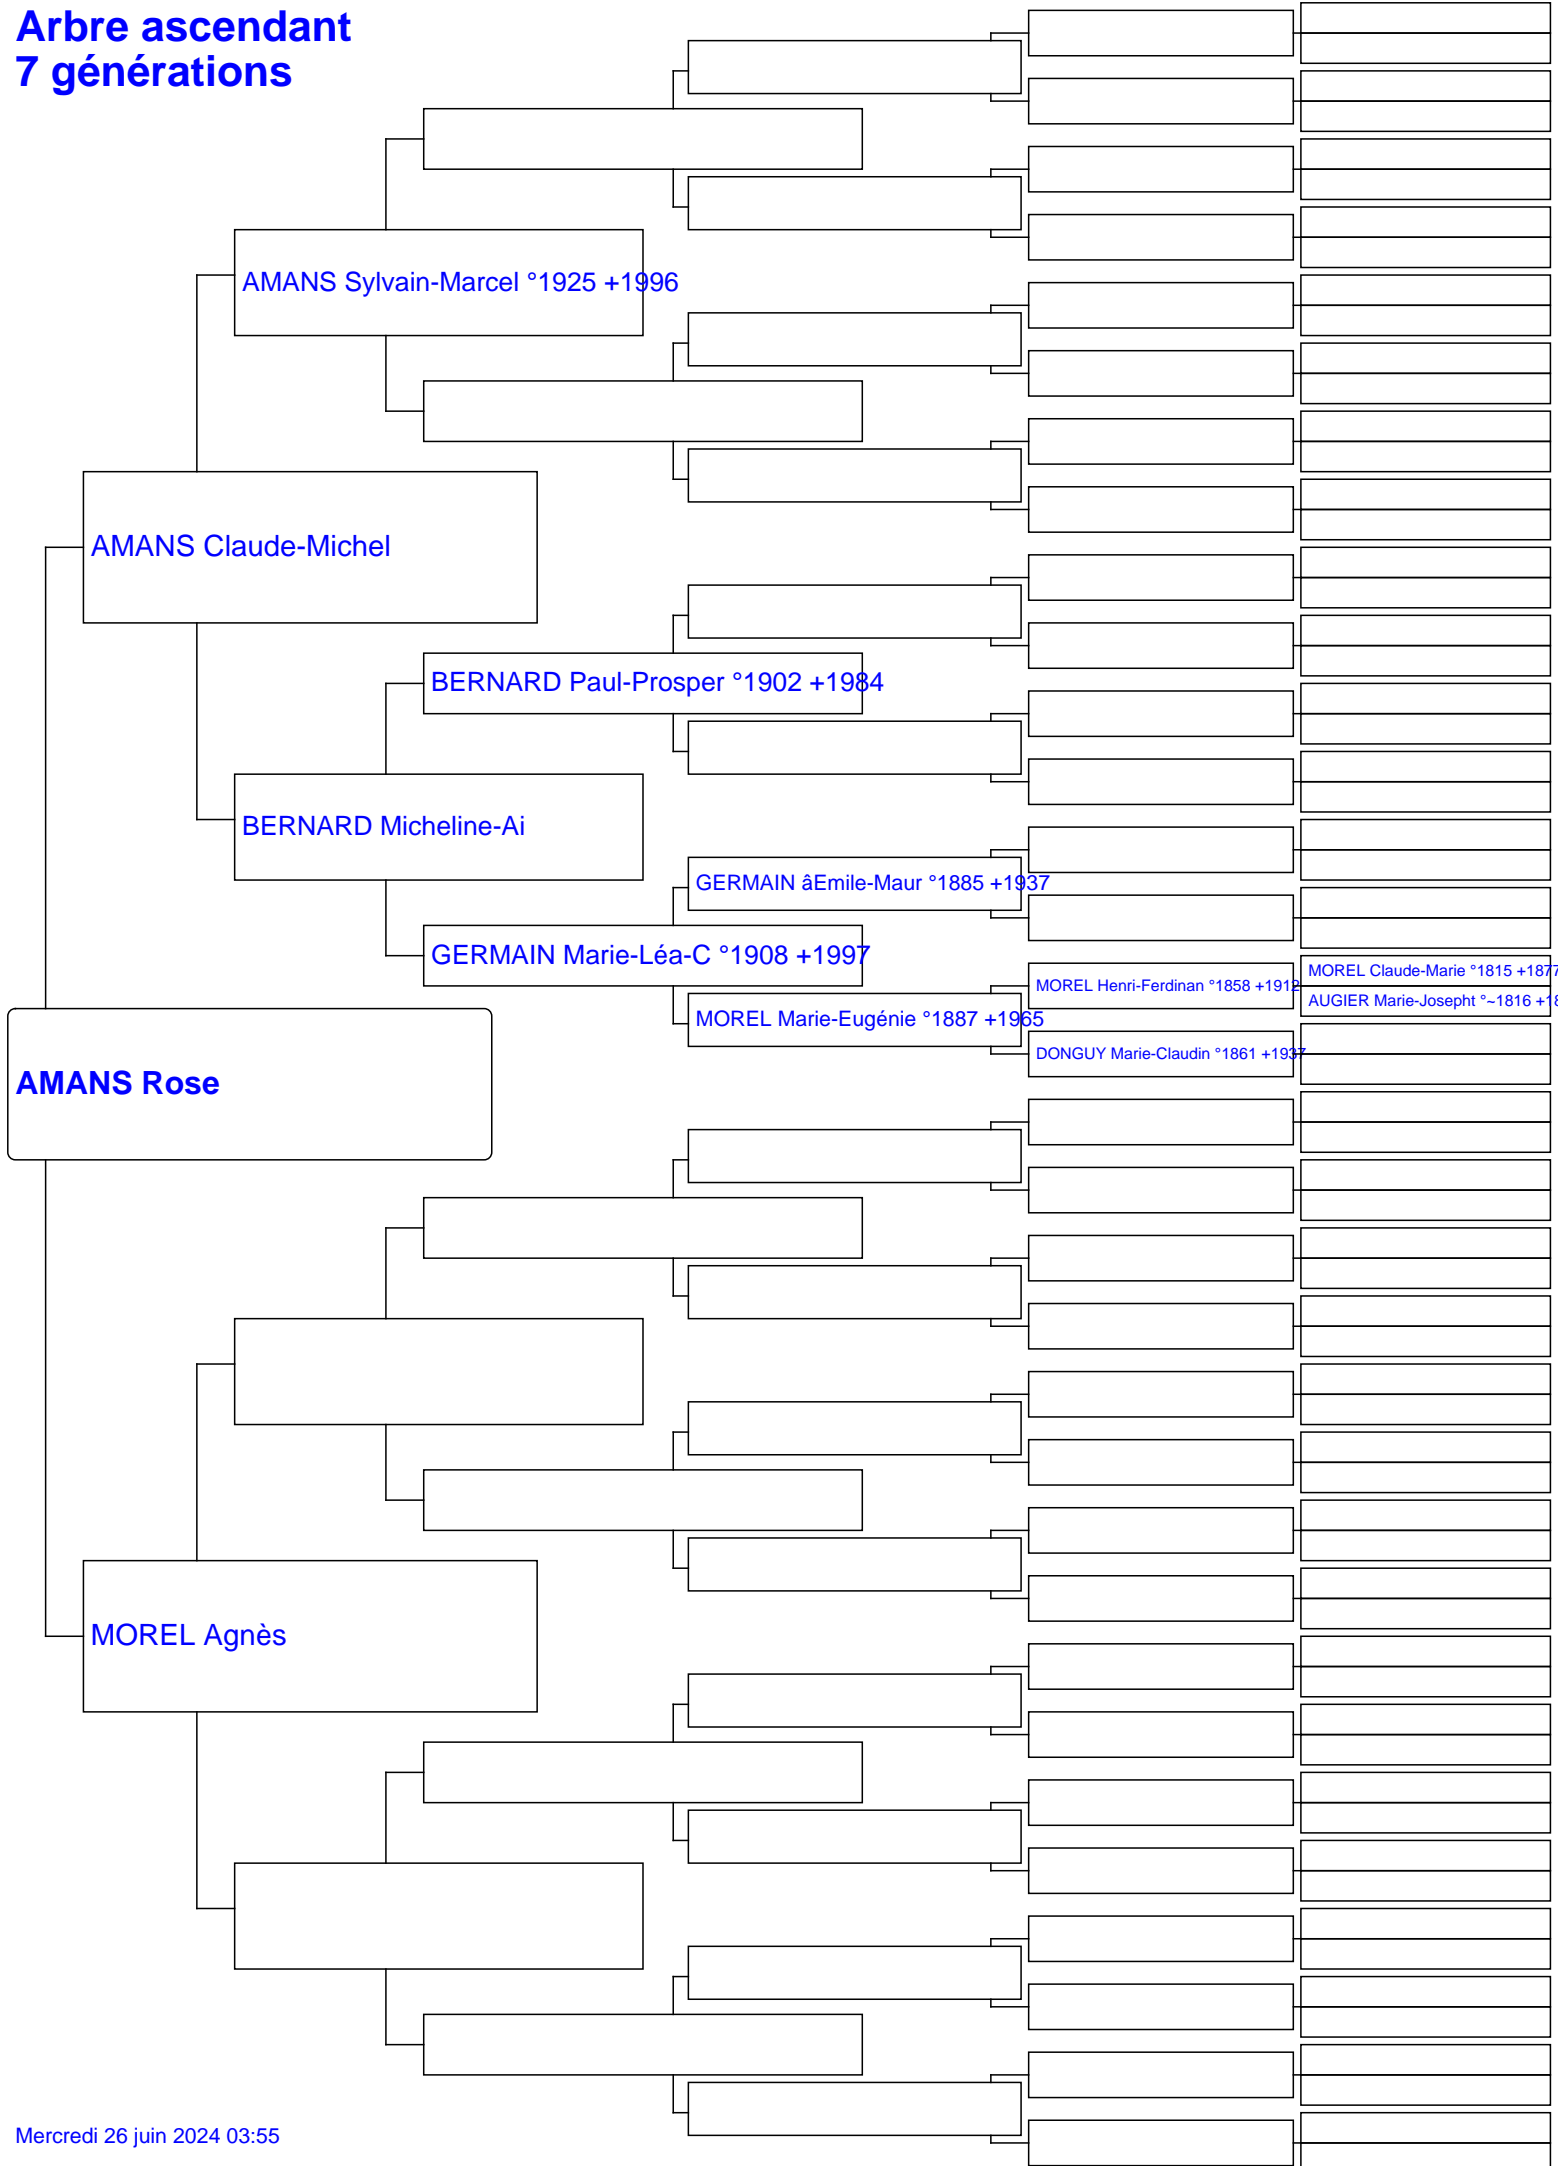 Arbre ascendant
7 générations
AMANS Sylvain-Marcel °1925 +1996
AMANS Claude-Michel
BERNARD Paul-Prosper °1902 +1984
BERNARD Micheline-Ai
GERMAIN âEmile-Maur °1885 +1937
GERMAIN Marie-Léa-C °1908 +1997
MOREL Claude-Marie °1815 +1877
MOREL Henri-Ferdinan °1858 +1912
AUGIER Marie-Josepht °~1816 +18
MOREL Marie-Eugénie °1887 +1965
DONGUY Marie-Claudin °1861 +1937
AMANS Rose
MOREL Agnès
Mercredi 26 juin 2024 03:55